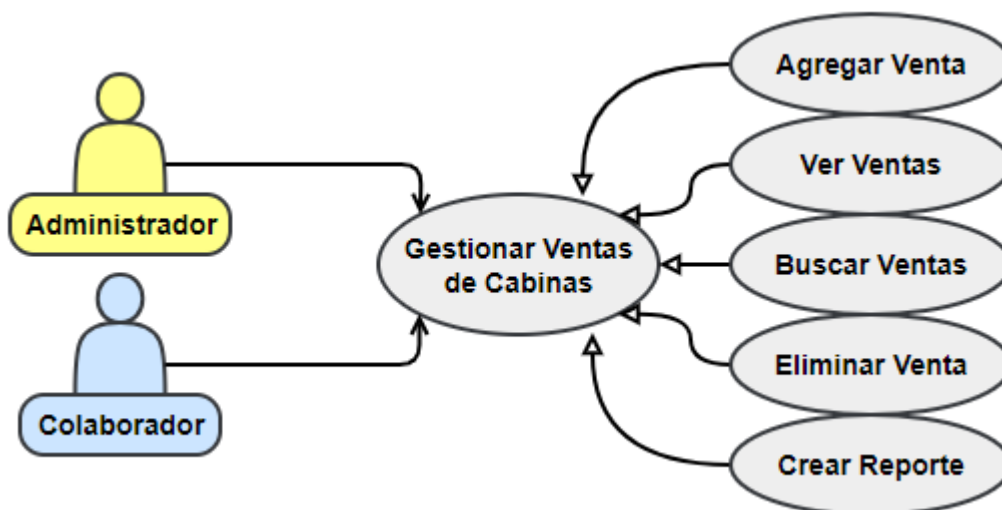 Agregar Venta
Ver Ventas
Administrador
Gestionar Ventas
de Cabinas
Buscar Ventas
Eliminar Venta
Colaborador
Crear Reporte